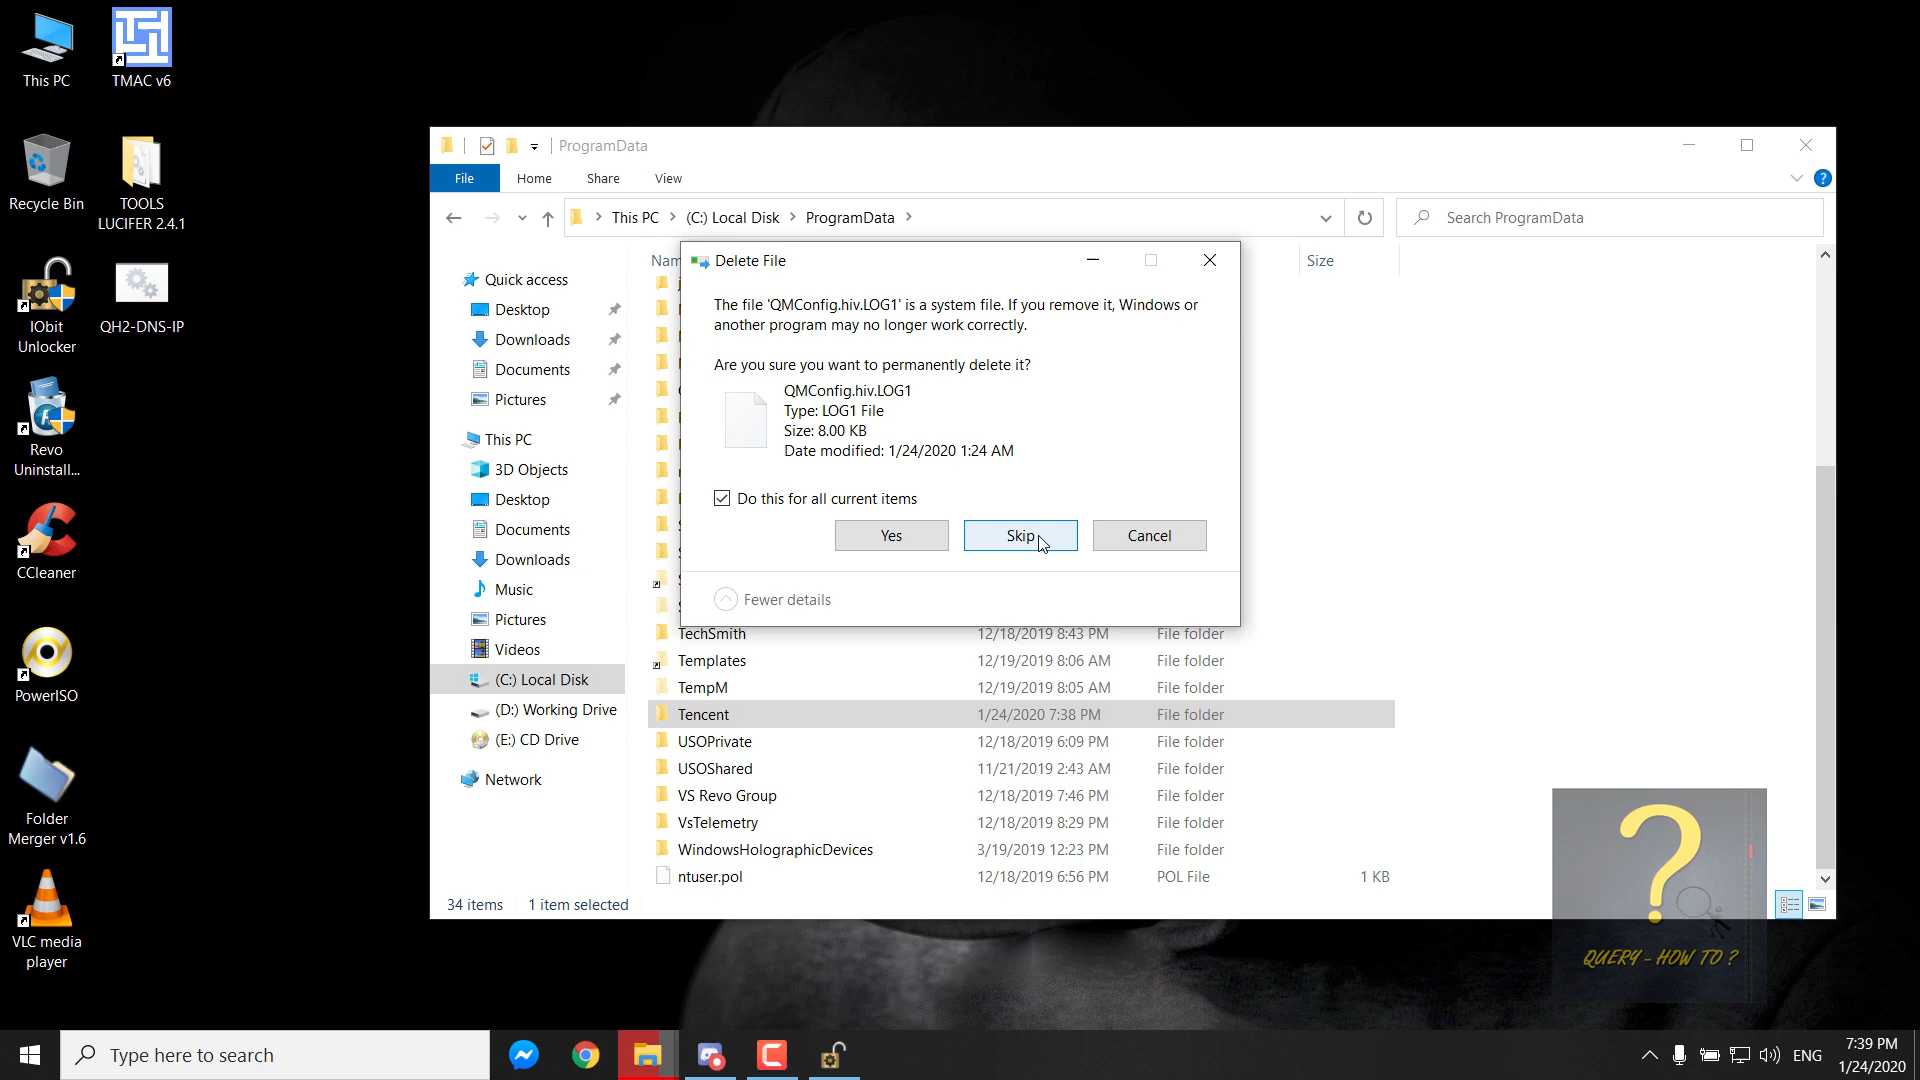 This PC
TMAC v6
Recycle Bin
TOOLS
LUCIFER 2.4.1
IObit
Unlocker
QH2-DNS-IP
Revo
Uninstall...
CCleaner
PowerISO
Folder
Merger v1.6
VLC media
player
ProgramData
File
Home
Share
View
This PC
(C:) Local Disk
ProgramData
Search ProgramData
Quick access
Desktop
Downloads
Documents
Pictures
This PC
3D Objects
Desktop
Documents
Downloads
Music
Pictures
Videos
(C:) Local Disk
(D:) Working Drive
(E:) CD Drive
Network
Size
Delete File
The file 'QMConfig.hiv.LOG1' is a system file. If you remove it, Windows or
another program may no longer work correctly.
Are you sure you want to permanently delete it?
QMConfig.hiv.LOG1
Type: LOG1 File
Size: 8.00 KB
Date modified: 1/24/2020 1:24 AM
Do this for all current items
Yes
Skip
Cancel
Fewer details
TechSmith 12/18/2019 8:43 PM File folder
Templates 12/19/2019 8:06 AM File folder
TempM 12/19/2019 8:05 AM File folder
Tencent 1/24/2020 7:38 PM File folder
USOPrivate 12/18/2019 6:09 PM File folder
USOShared 11/21/2019 2:43 AM File folder
VS Revo Group 12/18/2019 7:46 PM File folder
VsTelemetry 12/18/2019 8:29 PM File folder
WindowsHolographicDevices 3/19/2019 12:23 PM File folder
ntuser.pol 12/18/2019 6:56 PM POL File 1 KB
34 items 1 item selected
QUERY - HOW TO ?
Type here to search
ENG
7:39 PM
1/24/2020